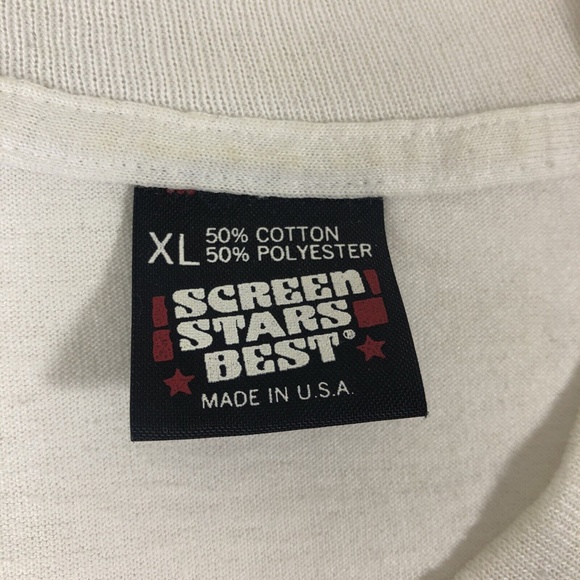 XL 50% COTTON
50% POLYESTER
SCREEN
STARS
BEST®
MADE IN U.S.A.